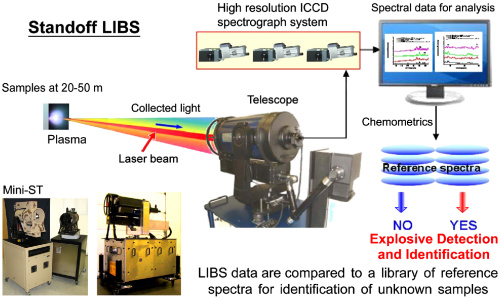 Standoff LIBS
High resolution ICCD
spectrograph system
Spectral data for analysis
Samples at 20-50 m
Collected light
Telescope
Plasma
Laser beam
Chemometrics
Reference spectra
Mini-ST
NO
YES
Explosive Detection
and Identification
LIBS data are compared to a library of reference
spectra for identification of unknown samples